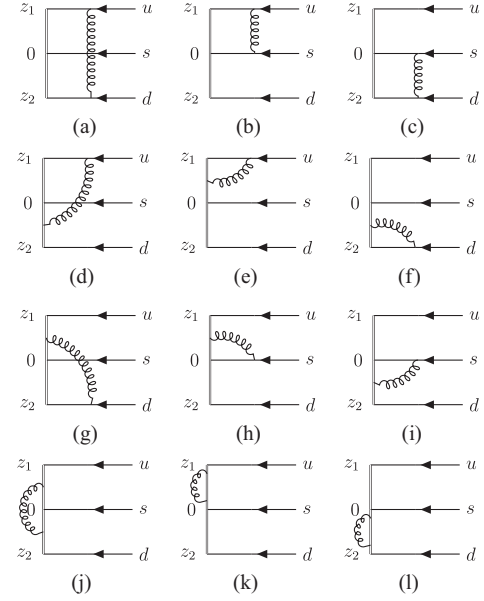 z₁ u z₁ u z₁ u
0 s 0 s 0 s
z₂ d z₂ d z₂ d
(a) (b) (c)
z₁ u z₁ u z₁ u
0 s 0 s 0 s
z₂ d z₂ d z₂ d
(d) (e) (f)
z₁ u z₁ u z₁ u
0 s 0 s 0 s
z₂ d z₂ d z₂ d
(g) (h) (i)
z₁ u z₁ u z₁ u
0 s 0 s 0 s
z₂ d z₂ d z₂ d
(j) (k) (l)